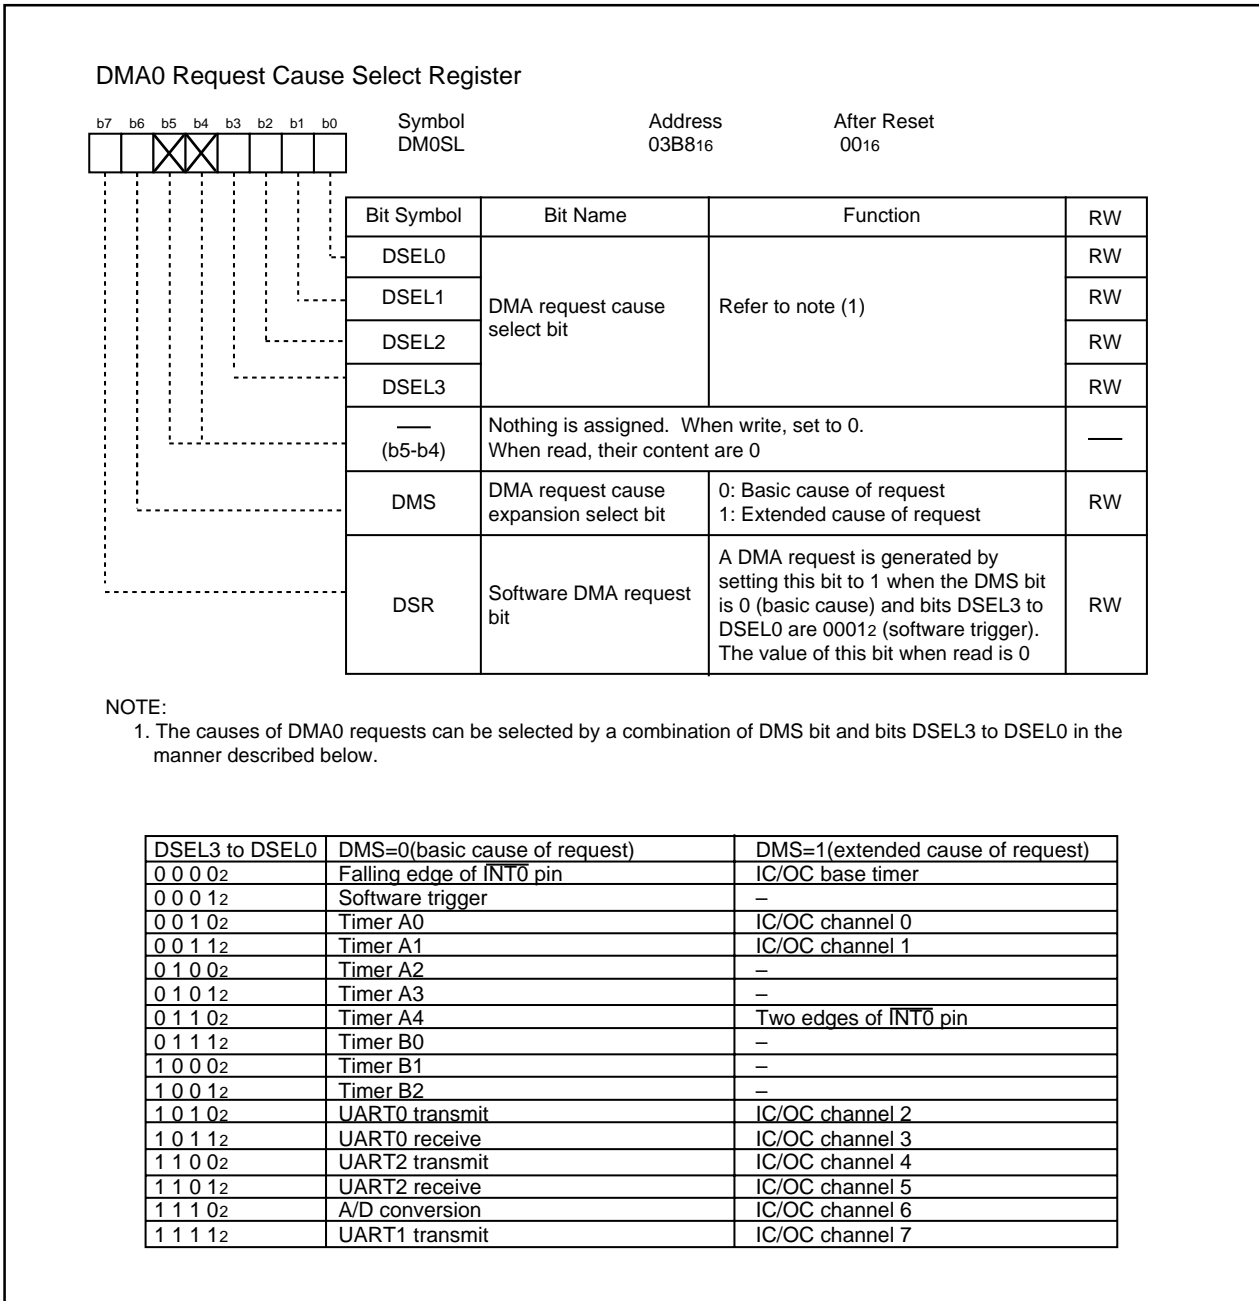 DMA0 Request Cause Select Register
b7 b6 b5 b4 b3 b2 b1 b0
Symbol Address After Reset
DM0SL 03B816 0016
Bit Symbol Bit Name Function RW
DSEL0 RW
DSEL1 RW
DMA request cause select bit Refer to note (1)
DSEL2 RW
DSEL3 RW
(b5-b4) Nothing is assigned. When write, set to 0.
When read, their content are 0
DMS DMA request cause expansion select bit 0: Basic cause of request
1: Extended cause of request RW
DSR Software DMA request bit A DMA request is generated by
setting this bit to 1 when the DMS bit
is 0 (basic cause) and bits DSEL3 to
DSEL0 are 00012 (software trigger).
The value of this bit when read is 0 RW
NOTE:
1. The causes of DMA0 requests can be selected by a combination of DMS bit and bits DSEL3 to DSEL0 in the
manner described below.
DSEL3 to DSEL0 DMS=0(basic cause of request) DMS=1(extended cause of request)
0 0 0 02 Falling edge of INT0 pin IC/OC base timer
0 0 0 12 Software trigger –
0 0 1 02 Timer A0 IC/OC channel 0
0 0 1 12 Timer A1 IC/OC channel 1
0 1 0 02 Timer A2 –
0 1 0 12 Timer A3 –
0 1 1 02 Timer A4 Two edges of INT0 pin
0 1 1 12 Timer B0 –
1 0 0 02 Timer B1 –
1 0 0 12 Timer B2 –
1 0 1 02 UART0 transmit IC/OC channel 2
1 0 1 12 UART0 receive IC/OC channel 3
1 1 0 02 UART2 transmit IC/OC channel 4
1 1 0 12 UART2 receive IC/OC channel 5
1 1 1 02 A/D conversion IC/OC channel 6
1 1 1 12 UART1 transmit IC/OC channel 7